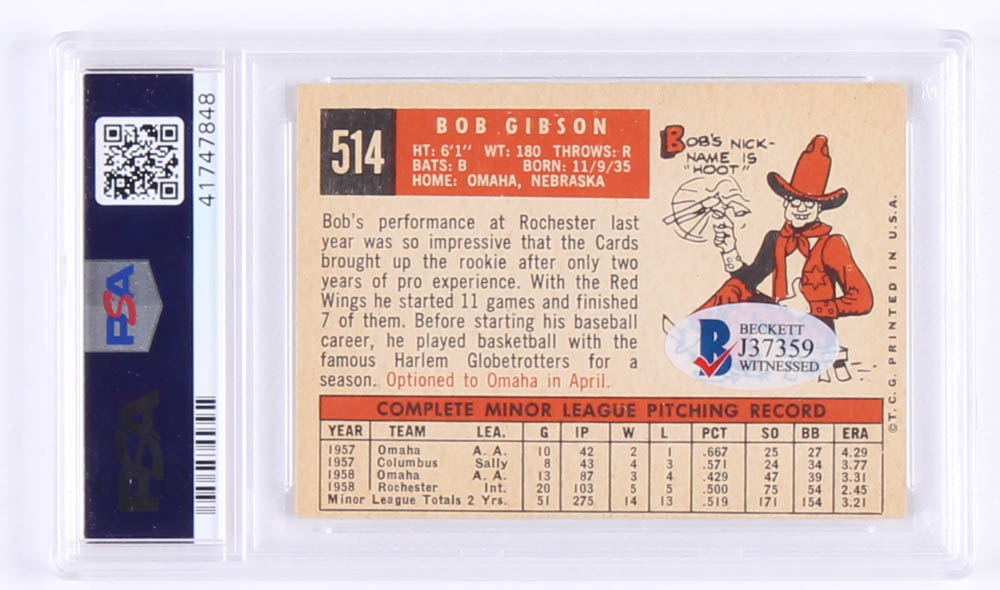 41747848
PSA
PSA
514
BOB GIBSON
HT: 6'1" WT: 180 THROWS: R
BATS: B BORN: 11/9/35
HOME: OMAHA, NEBRASKA
BOB'S NICK-
NAME IS
"HOOT"
Bob's performance at Rochester last
year was so impressive that the Cards
brought up the rookie after only two
years of pro experience. With the Red
Wings he started 11 games and finished
7 of them. Before starting his baseball
career, he played basketball with the
famous Harlem Globetrotters for a
season. Optioned to Omaha in April.
B
BECKETT
J37359
WITNESSED
©T.C.G. PRINTED IN U.S.A.
COMPLETE MINOR LEAGUE PITCHING RECORD
YEAR TEAM LEA. G IP W L PCT SO BB ERA
1957 Omaha A. A. 10 42 2 1 .667 25 27 4.29
1957 Columbus Sally 8 43 4 3 .571 24 34 3.77
1958 Omaha A. A. 13 87 3 4 .429 47 39 3.31
1958 Rochester Int. 20 103 5 5 .500 75 54 2.45
Minor League Totals 2 Yrs. 51 275 14 13 .519 171 154 3.21